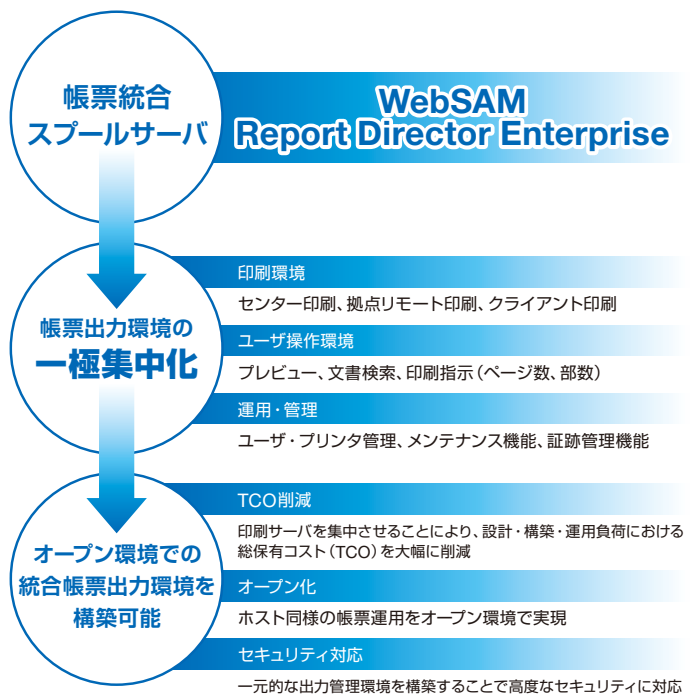 帳票統合
スプールサーバ
WebSAM
Report Director Enterprise
帳票出力環境の
一極集中化
印刷環境
センター印刷、拠点リモート印刷、クライアント印刷
ユーザ操作環境
プレビュー、文書検索、印刷指示（ページ数、部数）
運用・管理
ユーザ・プリンタ管理、メンテナンス機能、証跡管理機能
オープン環境での
統合帳票出力環境を
構築可能
TCO削減
印刷サーバを集中させることにより、設計・構築・運用負荷における
総保有コスト（TCO）を大幅に削減
オープン化
ホスト同様の帳票運用をオープン環境で実現
セキュリティ対応
一元的な出力管理環境を構築することで高度なセキュリティに対応